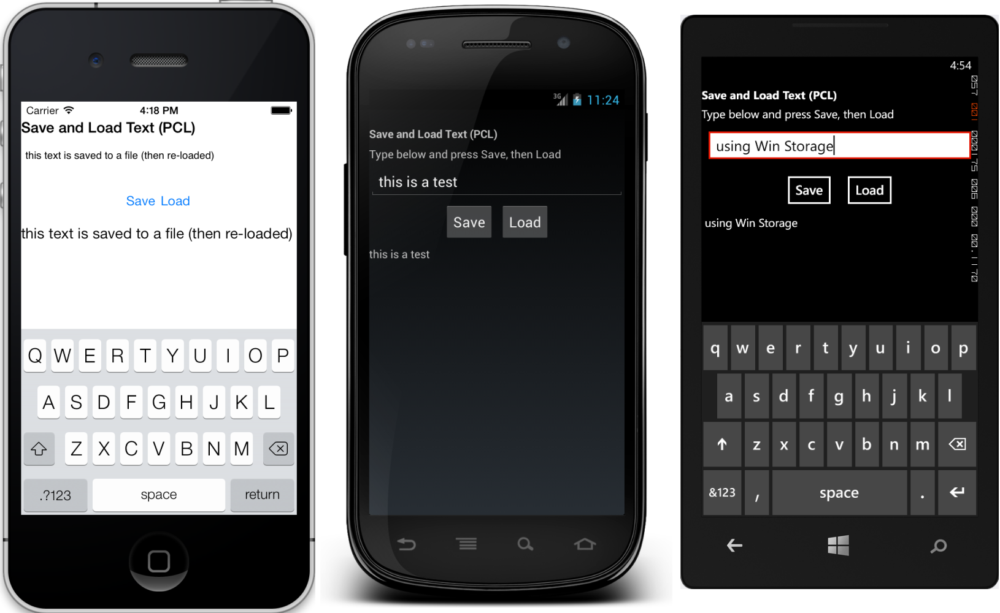 Carrier 4:18 PM
Save and Load Text (PCL)
this text is saved to a file (then re-loaded)
Save Load
this text is saved to a file (then re-loaded)
Q W E R T Y U I O P
A S D F G H J K L
Z X C V B N M
.?123 space return
3G 11:24
Save and Load Text (PCL)
Type below and press Save, then Load
this is a test
Save Load
this is a test
4:54
Save and Load Text (PCL)
Type below and press Save, then Load
using Win Storage
Save Load
using Win Storage
q w e r t y u i o p
a s d f g h j k l
z x c v b n m
&123 , space .